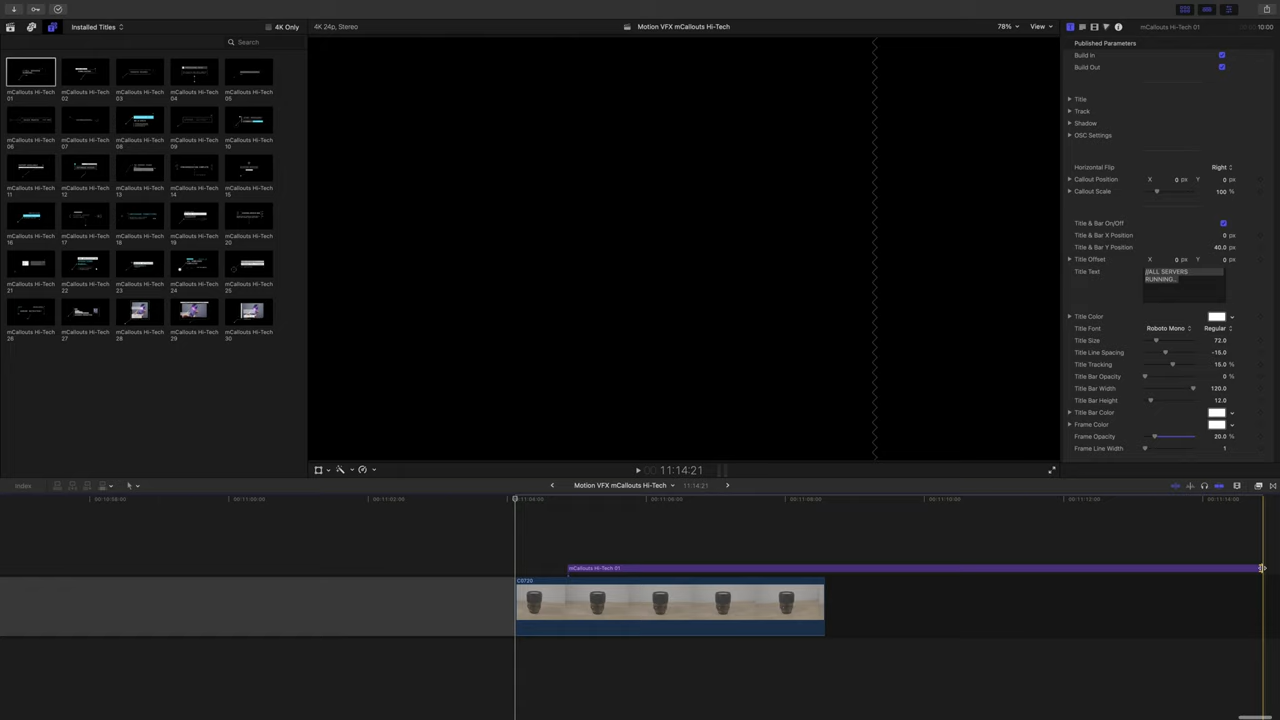 Installed Titles
4K Only
4K 24p, Stereo
Motion VFX mCallouts Hi-Tech
78%
View
mCallouts Hi-Tech 01
10:00
Search
Published Parameters
Build In
Build Out
Title
Track
Shadow
OSC Settings
Horizontal Flip
Right
Callout Position
X
0 px
Y
0 px
Callout Scale
100 %
Title & Bar On/Off
Title & Bar X Position
0 px
Title & Bar Y Position
40.0 px
Title Offset
X
0 px
Y
0 px
Title Text
//ALL SERVERS
RUNNING...
Title Color
Title Font
Roboto Mono
Regular
Title Size
72.0
Title Line Spacing
-15.0
Title Tracking
15.0 %
Title Bar Opacity
0 %
Title Bar Width
120.0
Title Bar Height
12.0
Title Bar Color
Frame Color
Frame Opacity
20.0 %
Frame Line Width
1
mCallouts Hi-Tech 01
mCallouts Hi-Tech 02
mCallouts Hi-Tech 03
mCallouts Hi-Tech 04
mCallouts Hi-Tech 05
mCallouts Hi-Tech 06
mCallouts Hi-Tech 07
mCallouts Hi-Tech 08
mCallouts Hi-Tech 09
mCallouts Hi-Tech 10
mCallouts Hi-Tech 11
mCallouts Hi-Tech 12
mCallouts Hi-Tech 13
mCallouts Hi-Tech 14
mCallouts Hi-Tech 15
mCallouts Hi-Tech 16
mCallouts Hi-Tech 17
mCallouts Hi-Tech 18
mCallouts Hi-Tech 19
mCallouts Hi-Tech 20
mCallouts Hi-Tech 21
mCallouts Hi-Tech 22
mCallouts Hi-Tech 23
mCallouts Hi-Tech 24
mCallouts Hi-Tech 25
mCallouts Hi-Tech 26
mCallouts Hi-Tech 27
mCallouts Hi-Tech 28
mCallouts Hi-Tech 29
mCallouts Hi-Tech 30
11:14:21
Index
Motion VFX mCallouts Hi-Tech
11:14:21
00:10:58:00
00:11:00:00
00:11:02:00
00:11:04:00
00:11:06:00
00:11:08:00
00:11:10:00
00:11:12:00
00:11:14:00
mCallouts Hi-Tech 01
C0720